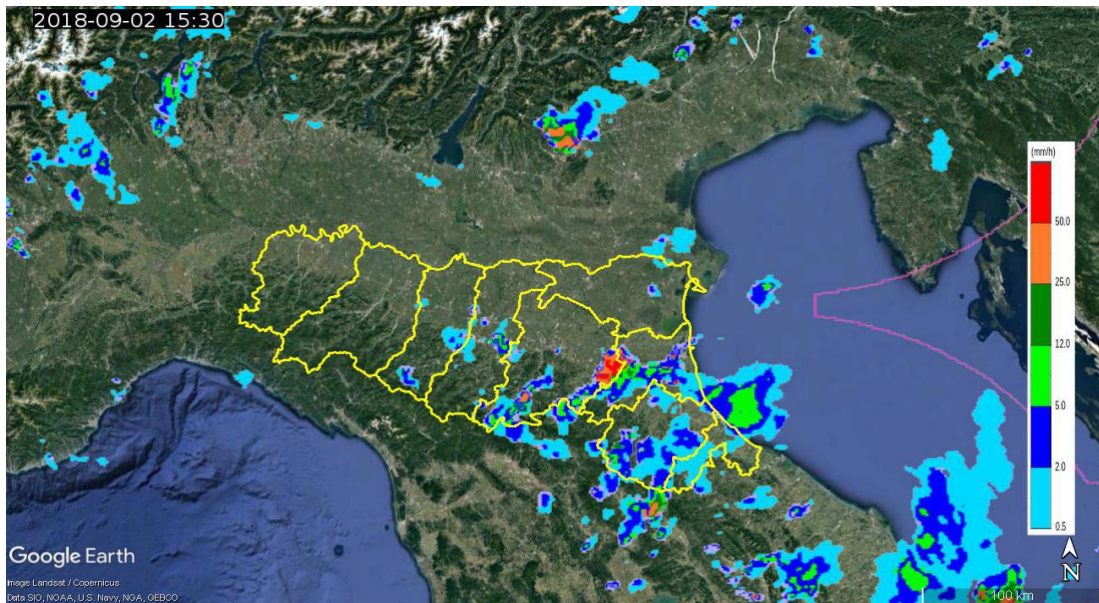 2018-09-02 15:30
(mm/h)
50.0
25.0
12.0
5.0
2.0
0.5
N
Google Earth
Image Landsat / Copernicus
Data SIO, NOAA, U.S. Navy, NGA, GEBCO
100 km